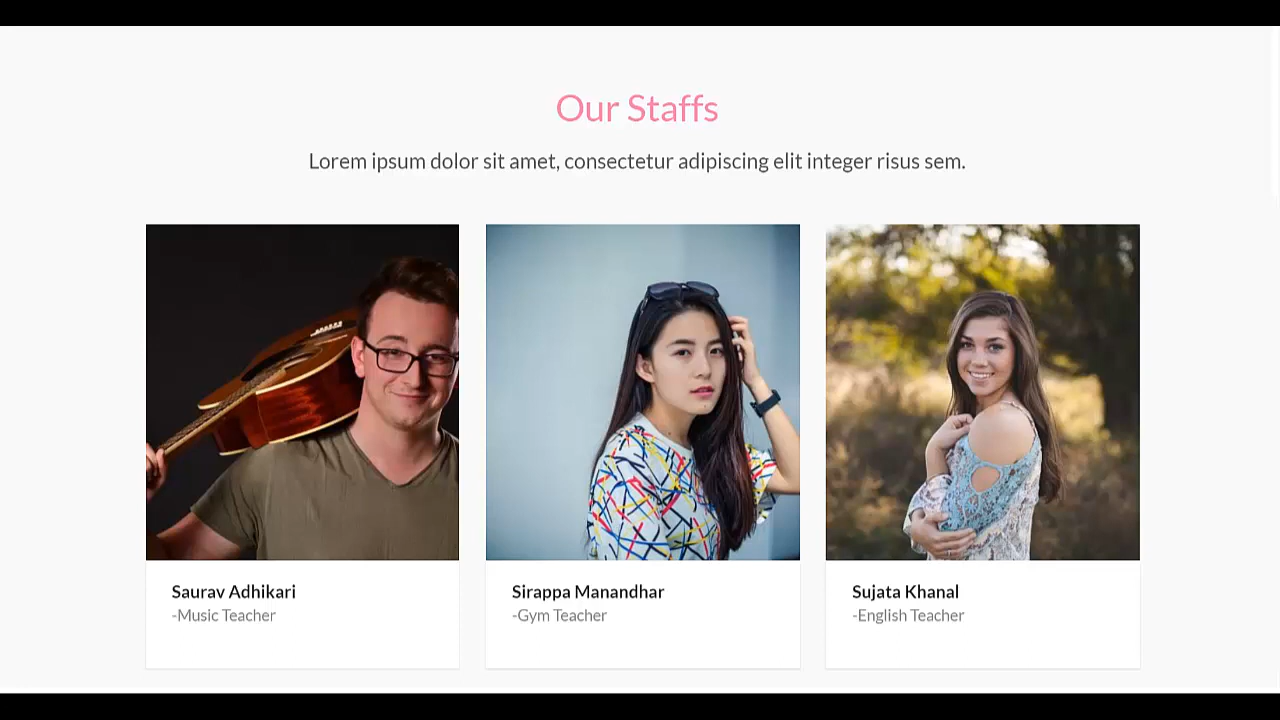 Our Staffs
Lorem ipsum dolor sit amet, consectetur adipiscing elit integer risus sem.
Saurav Adhikari
-Music Teacher
Sirappa Manandhar
-Gym Teacher
Sujata Khanal
-English Teacher